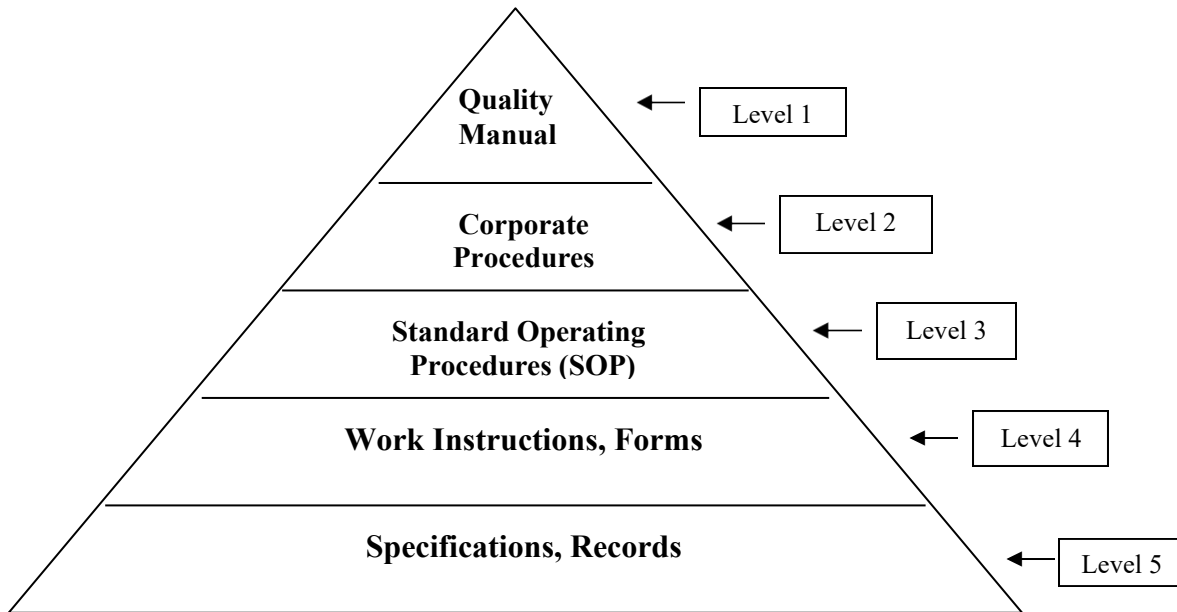 Quality
Manual
Level 1
Corporate
Procedures
Level 2
Standard Operating
Procedures (SOP)
Level 3
Work Instructions, Forms
Level 4
Specifications, Records
Level 5